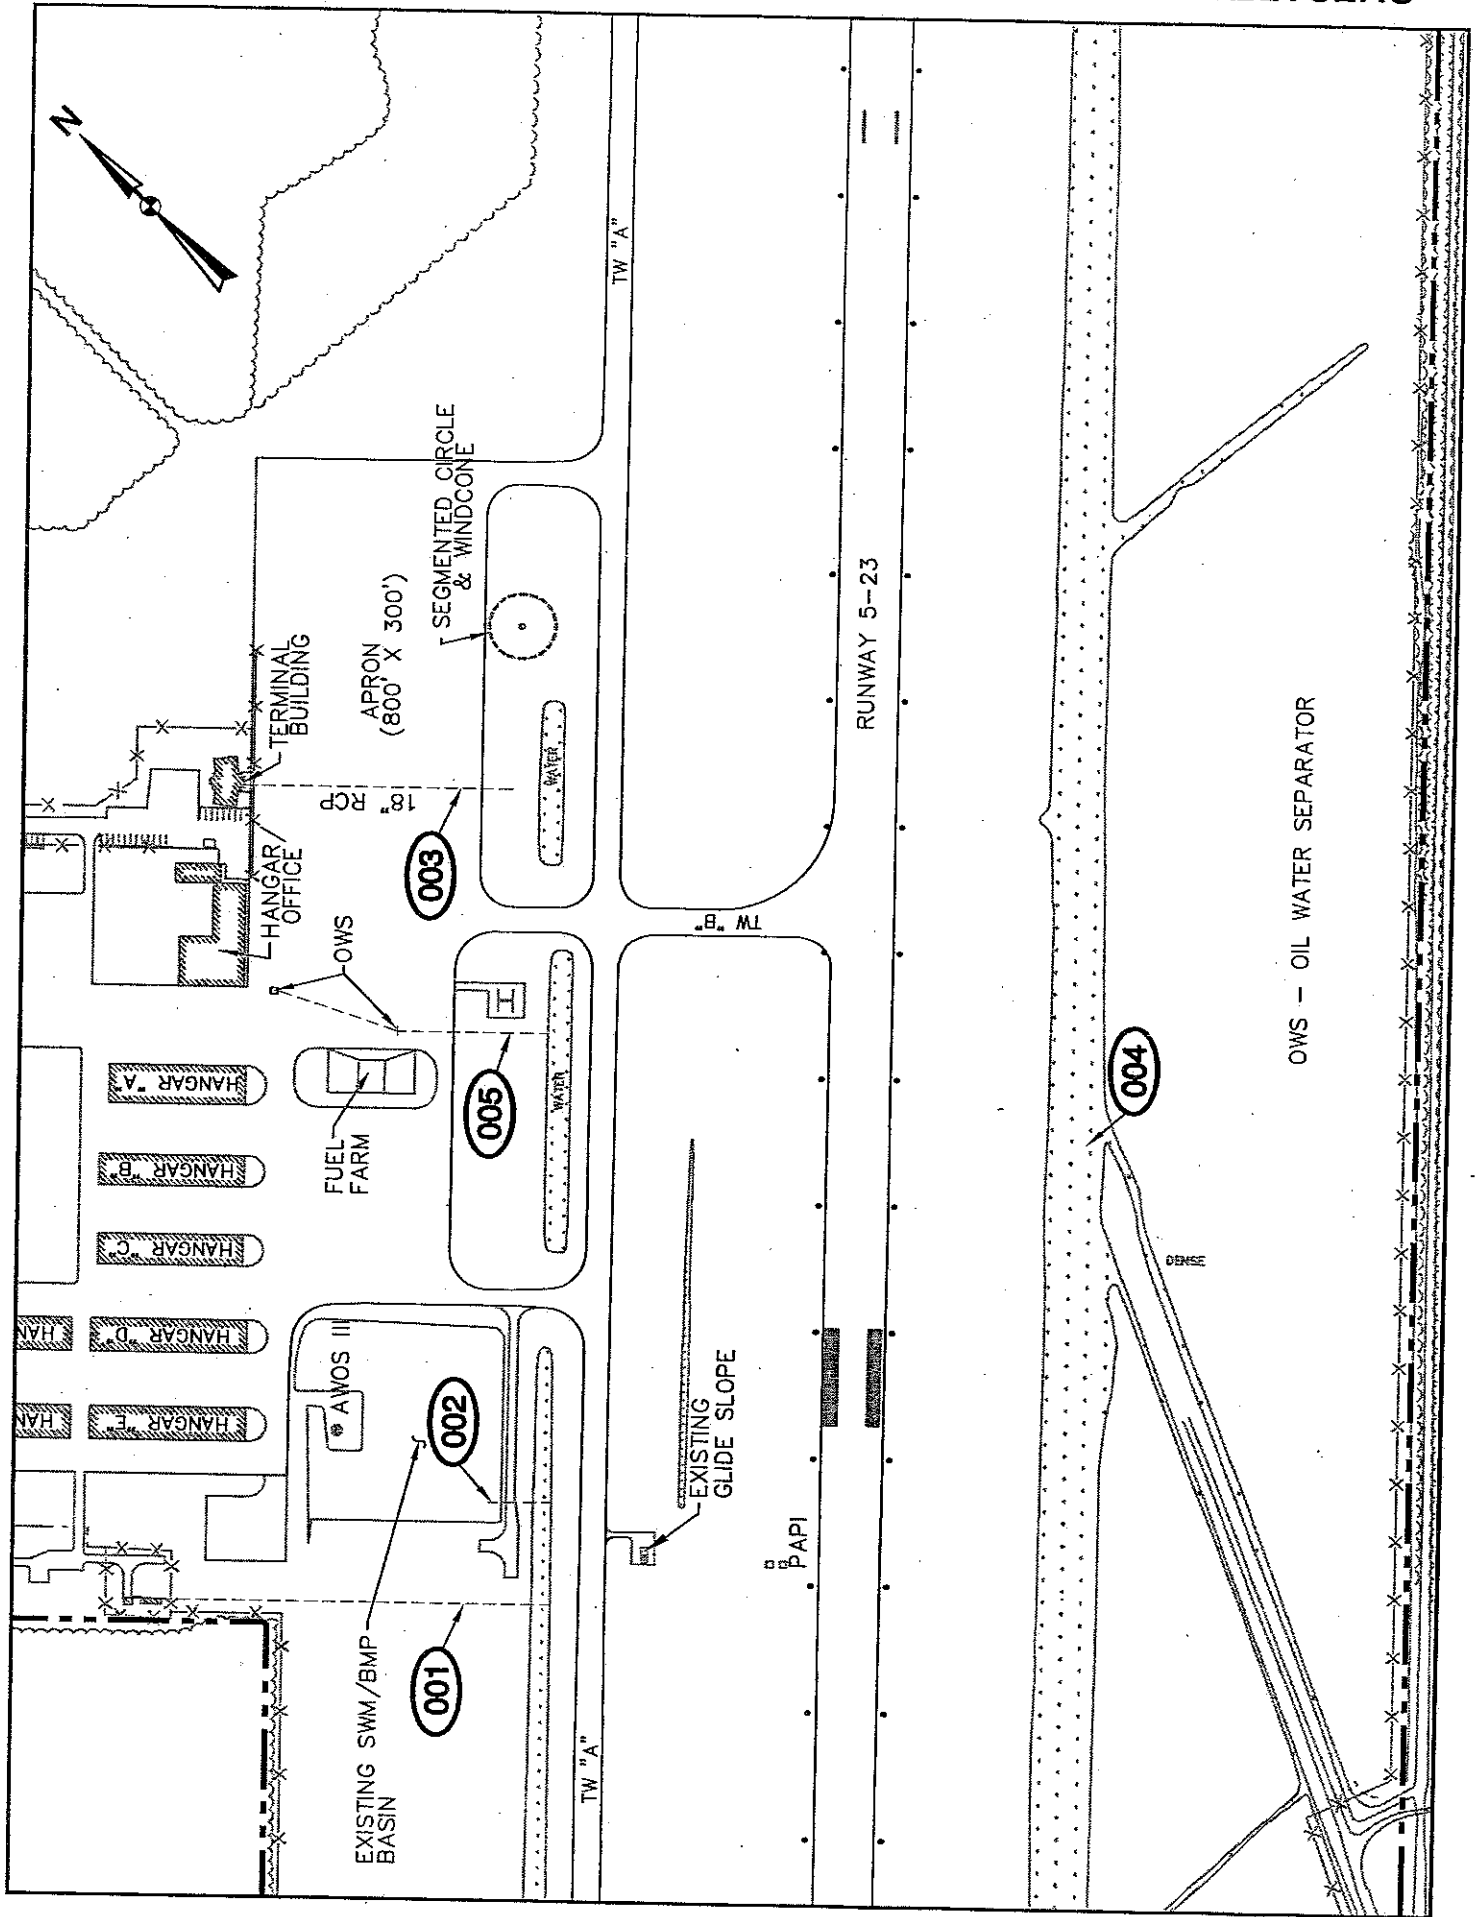 N
TW "A"
SEGMENTED CIRCLE
& WINDCONE
APRON
(800' X 300')
TERMINAL
BUILDING
18" RCP
003
WATER
HANGAR
OFFICE
OWS
TW "B"
RUNWAY 5-23
H
005
WATER
FUEL
FARM
HANGAR "A"
HANGAR "B"
HANGAR "C"
HANGAR "D"
HAN
HANGAR "E"
HAN
AWOS III
002
EXISTING SWM/BMP
BASIN
001
TW "A"
EXISTING
GLIDE SLOPE
PAPI
004
DENSE
OWS – OIL WATER SEPARATOR